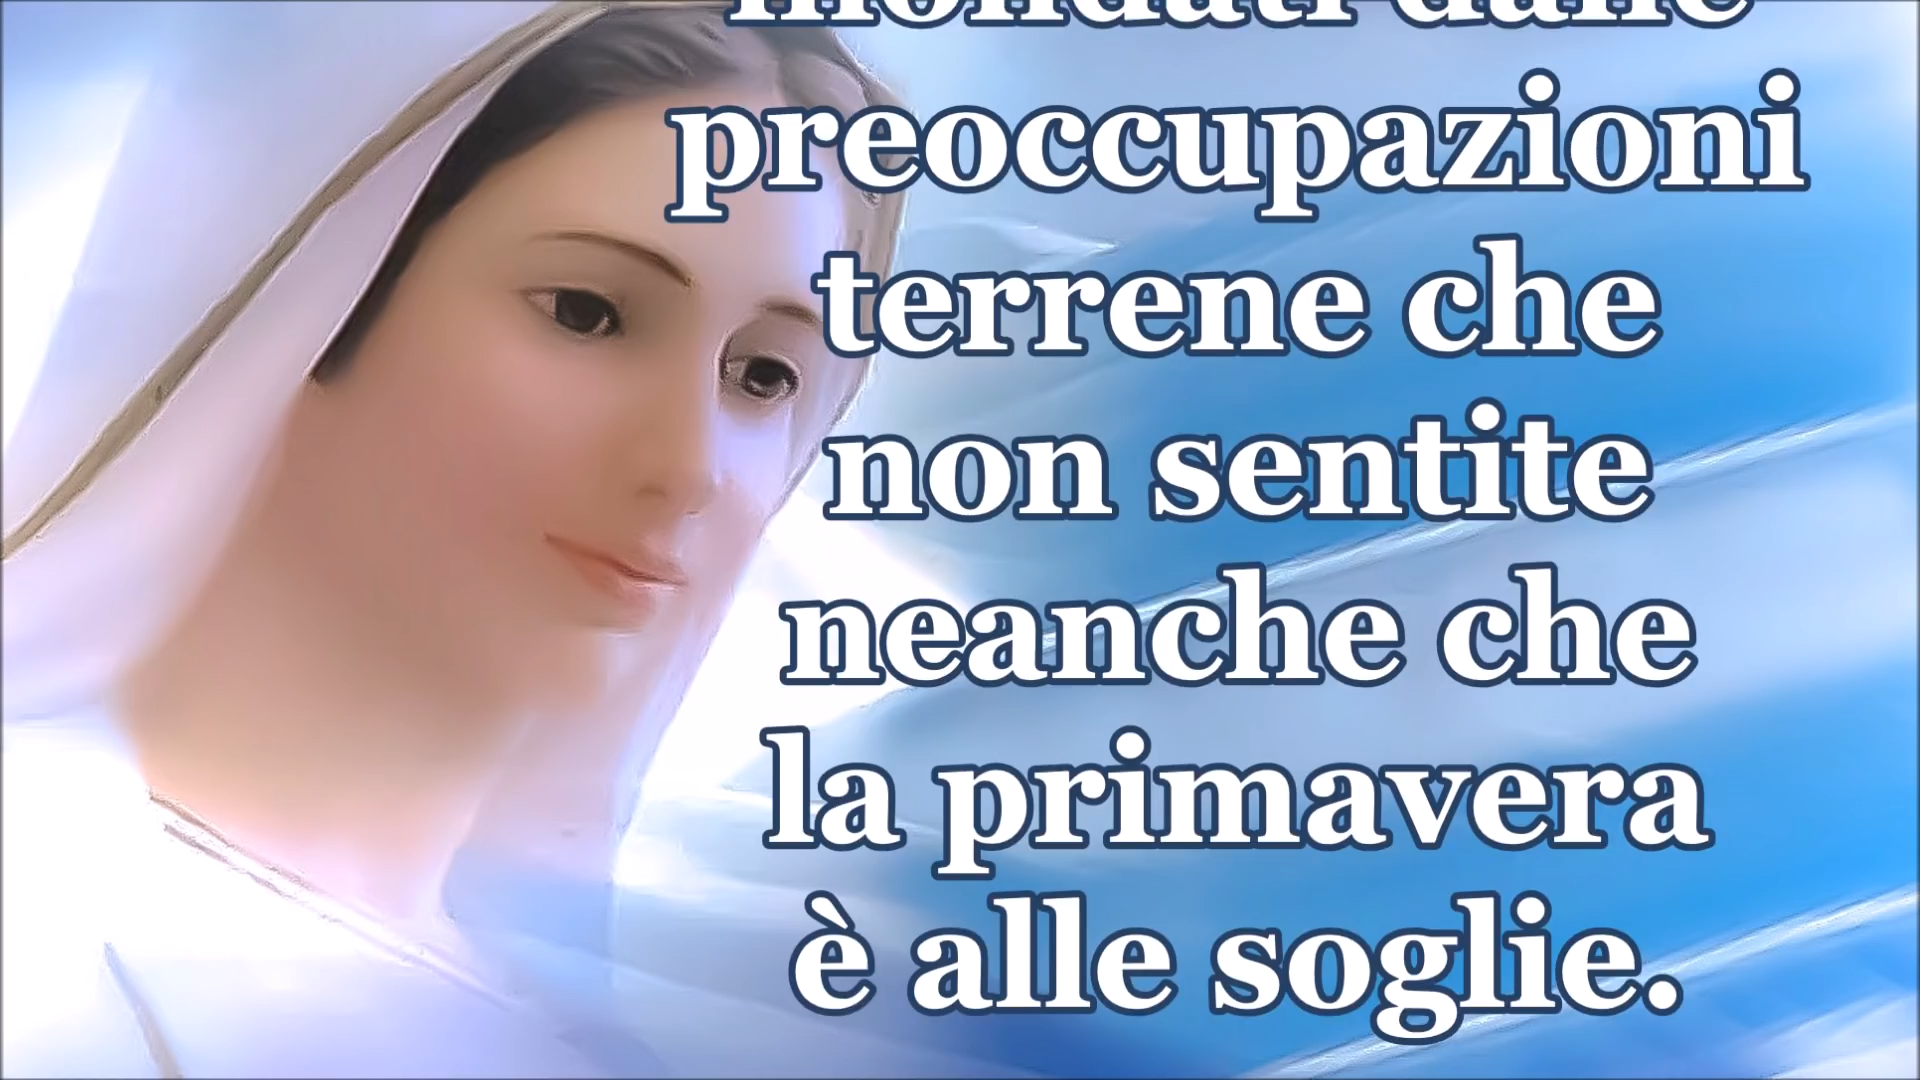 preoccupazioni
terrene che
non sentite
neanche che
la primavera
è alle soglie.